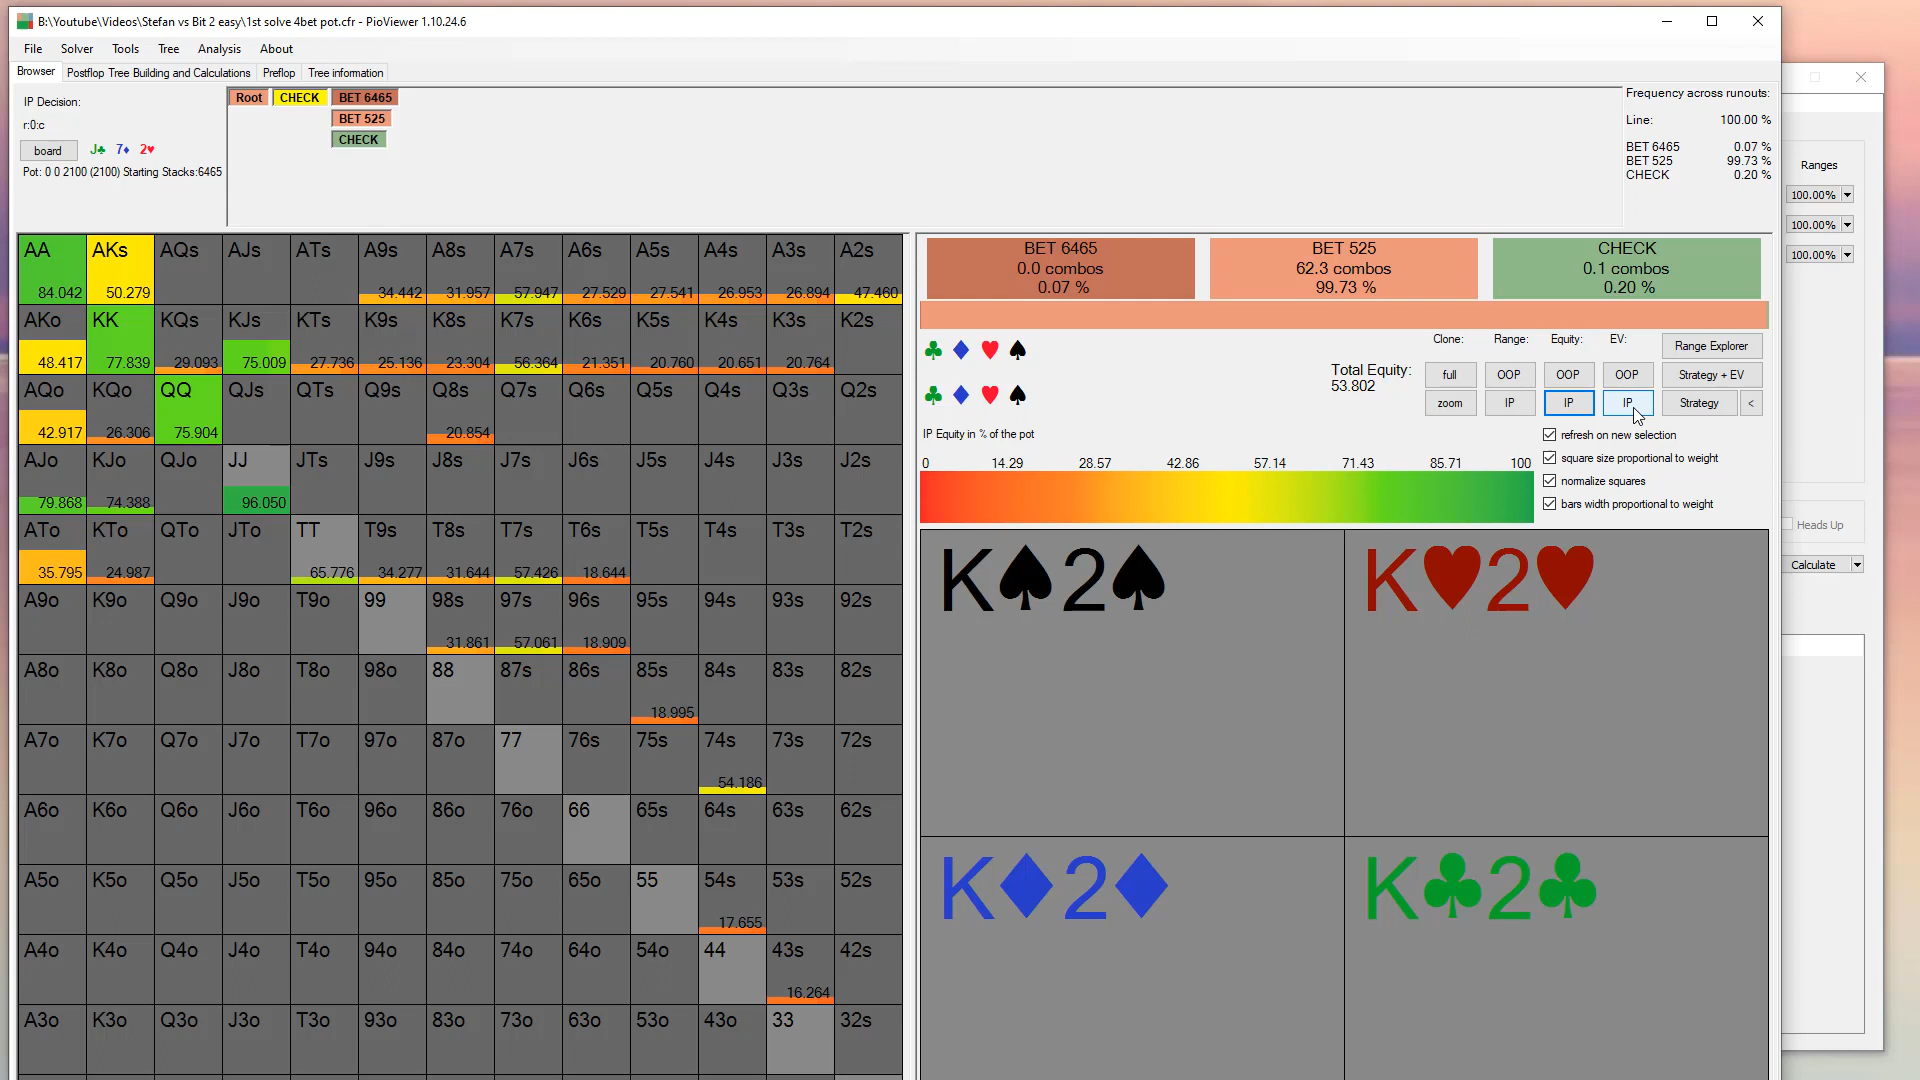 B:\Youtube\Videos\Stefan vs Bit 2 easy\1st solve 4bet pot.cfr - PioViewer 1.10.24.6
File Solver Tools Tree Analysis About
Browser Postflop Tree Building and Calculations Preflop Tree information
IP Decision:
r:0:c
board J♣ 7♦ 2♥
Pot: 0 0 2100 (2100) Starting Stacks:6465
Root CHECK BET 6465
BET 525
CHECK
Frequency across runouts:
Line: 100.00 %
BET 6465 0.07 %
BET 525 99.73 %
CHECK 0.20 %
Ranges
100.00%
100.00%
100.00%
Heads Up
Calculate
AA AKs AQs AJs ATs A9s A8s A7s A6s A5s A4s A3s A2s
84.042 50.279 34.442 31.957 57.947 27.529 27.541 26.953 26.894 47.460
AKo KK KQs KJs KTs K9s K8s K7s K6s K5s K4s K3s K2s
48.417 77.839 29.093 75.009 27.736 25.136 23.304 56.364 21.351 20.760 20.651 20.764
AQo KQo QQ QJs QTs Q9s Q8s Q7s Q6s Q5s Q4s Q3s Q2s
42.917 26.306 75.904 20.854
AJo KJo QJo JJ JTs J9s J8s J7s J6s J5s J4s J3s J2s
79.868 74.388 96.050
ATo KTo QTo JTo TT T9s T8s T7s T6s T5s T4s T3s T2s
35.795 24.987 65.776 34.277 31.644 57.426 18.644
A9o K9o Q9o J9o T9o 99 98s 97s 96s 95s 94s 93s 92s
31.861 57.061 18.909
A8o K8o Q8o J8o T8o 98o 88 87s 86s 85s 84s 83s 82s
18.995
A7o K7o Q7o J7o T7o 97o 87o 77 76s 75s 74s 73s 72s
54.186
A6o K6o Q6o J6o T6o 96o 86o 76o 66 65s 64s 63s 62s
A5o K5o Q5o J5o T5o 95o 85o 75o 65o 55 54s 53s 52s
17.655
A4o K4o Q4o J4o T4o 94o 84o 74o 64o 54o 44 43s 42s
16.264
A3o K3o Q3o J3o T3o 93o 83o 73o 63o 53o 43o 33 32s
BET 6465
0.0 combos
0.07 %
BET 525
62.3 combos
99.73 %
CHECK
0.1 combos
0.20 %
♣ ♦ ♥ ♠
♣ ♦ ♥ ♠
Total Equity:
53.802
Clone: Range: Equity: EV:
Range Explorer
full OOP OOP OOP Strategy + EV
zoom IP IP IP Strategy <
IP Equity in % of the pot
refresh on new selection
square size proportional to weight
normalize squares
bars width proportional to weight
0 14.29 28.57 42.86 57.14 71.43 85.71 100
K♠2♠ K♥2♥
K♦2♦ K♣2♣